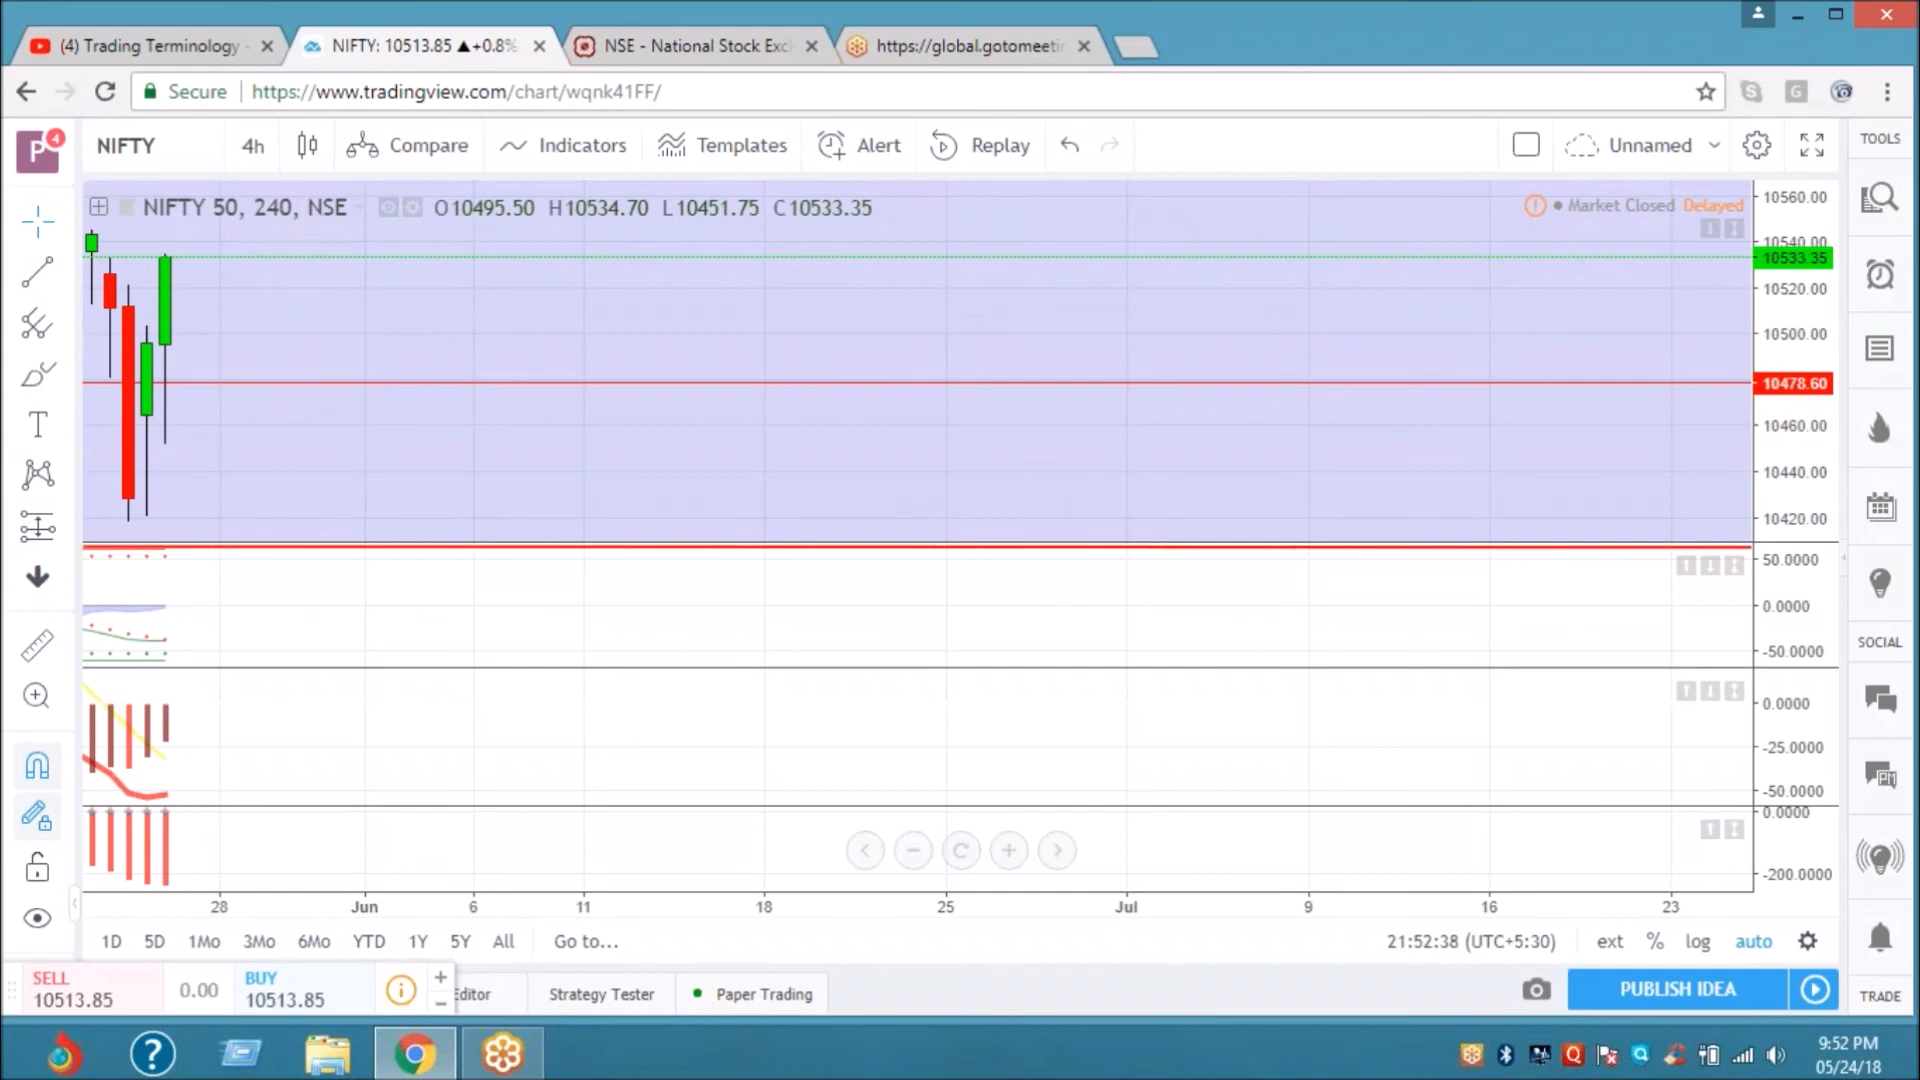 (4) Trading Terminology -
NIFTY: 10513.85 ▲+0.8%
NSE - National Stock Exc
https://global.gotomeetin
Secure
https://www.tradingview.com/chart/wqnk41FF/
P 4
NIFTY
4h
Compare
Indicators
Templates
Alert
Replay
Unnamed
TOOLS
NIFTY 50, 240, NSE
O10495.50 H10534.70 L10451.75 C10533.35
Market Closed Delayed
10560.00
10540.00
10533.35
10520.00
10500.00
10478.60
10460.00
10440.00
10420.00
50.0000
0.0000
-50.0000
SOCIAL
0.0000
-25.0000
-50.0000
0.0000
-200.0000
28 Jun 6 11 18 25 Jul 9 16 23
1D 5D 1Mo 3Mo 6Mo YTD 1Y 5Y All Go to...
21:52:38 (UTC+5:30) ext % log auto
SELL
10513.85
0.00
BUY
10513.85
Editor
Strategy Tester
Paper Trading
PUBLISH IDEA
TRADE
9:52 PM
05/24/18